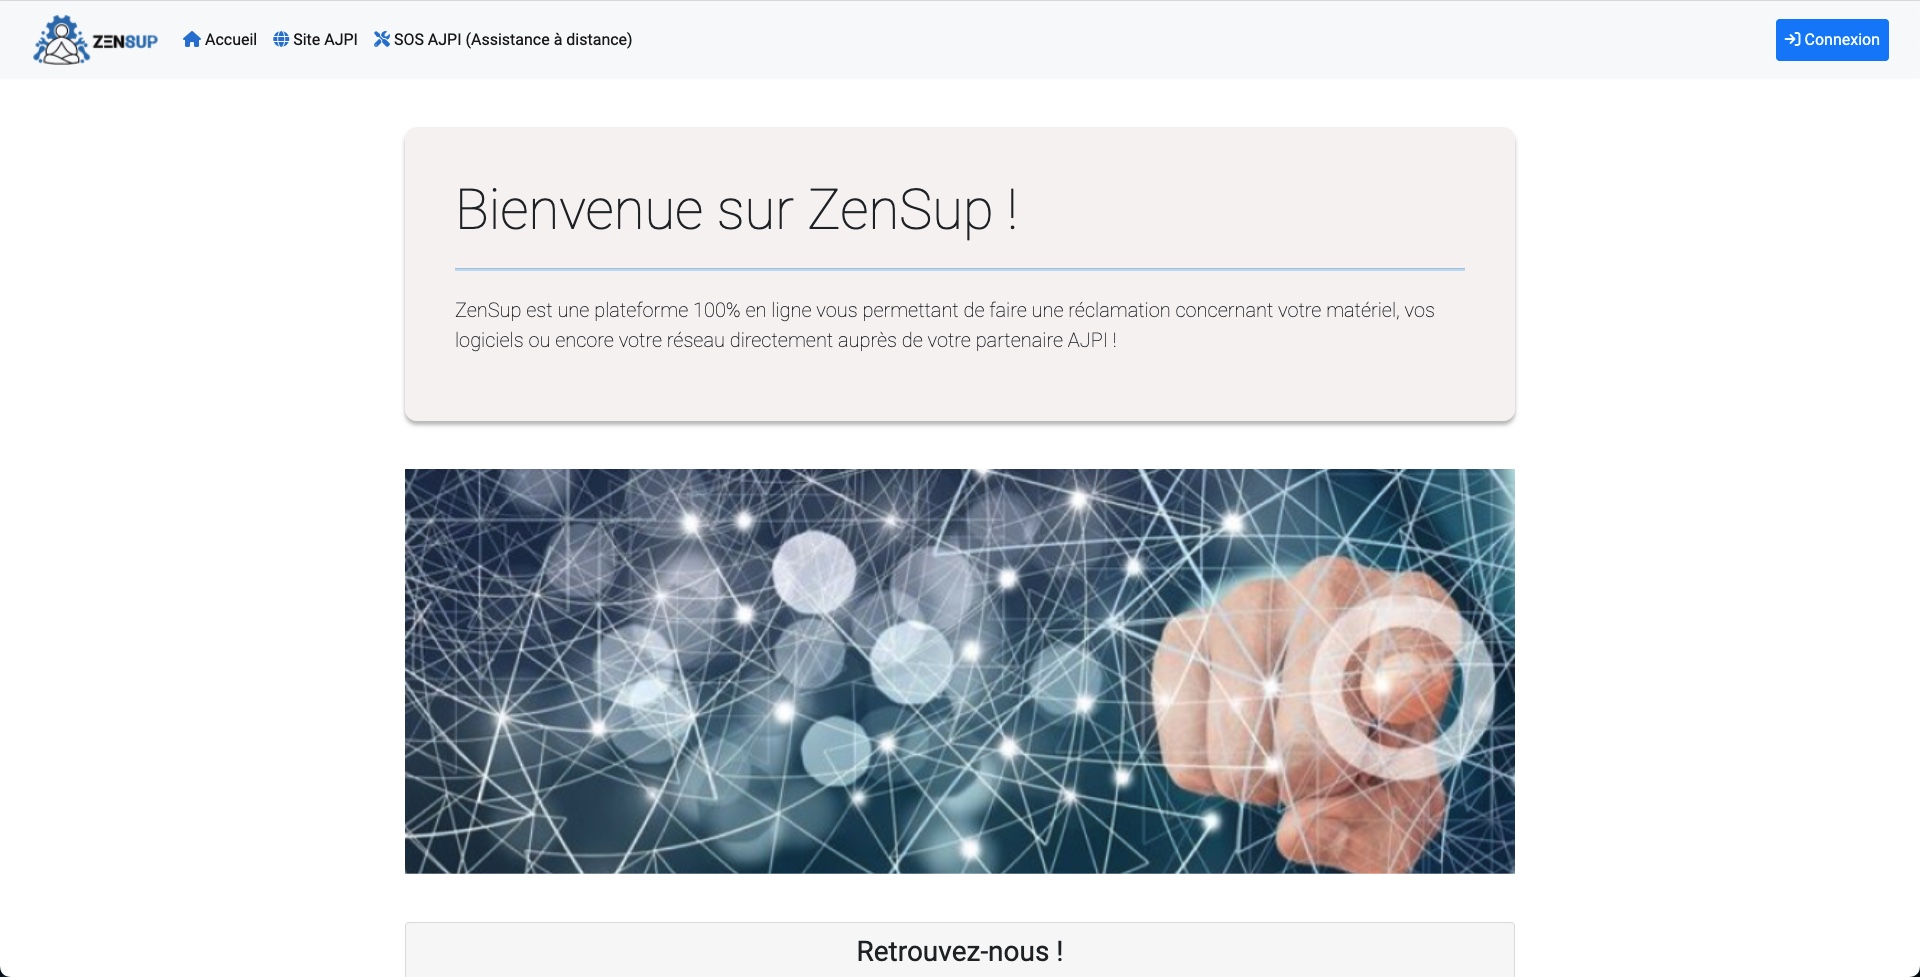 ZENSUP
Accueil
Site AJPI
SOS AJPI (Assistance à distance)
Connexion
Bienvenue sur ZenSup !
ZenSup est une plateforme 100% en ligne vous permettant de faire une réclamation concernant votre matériel, vos
logiciels ou encore votre réseau directement auprès de votre partenaire AJPI !
Retrouvez-nous !